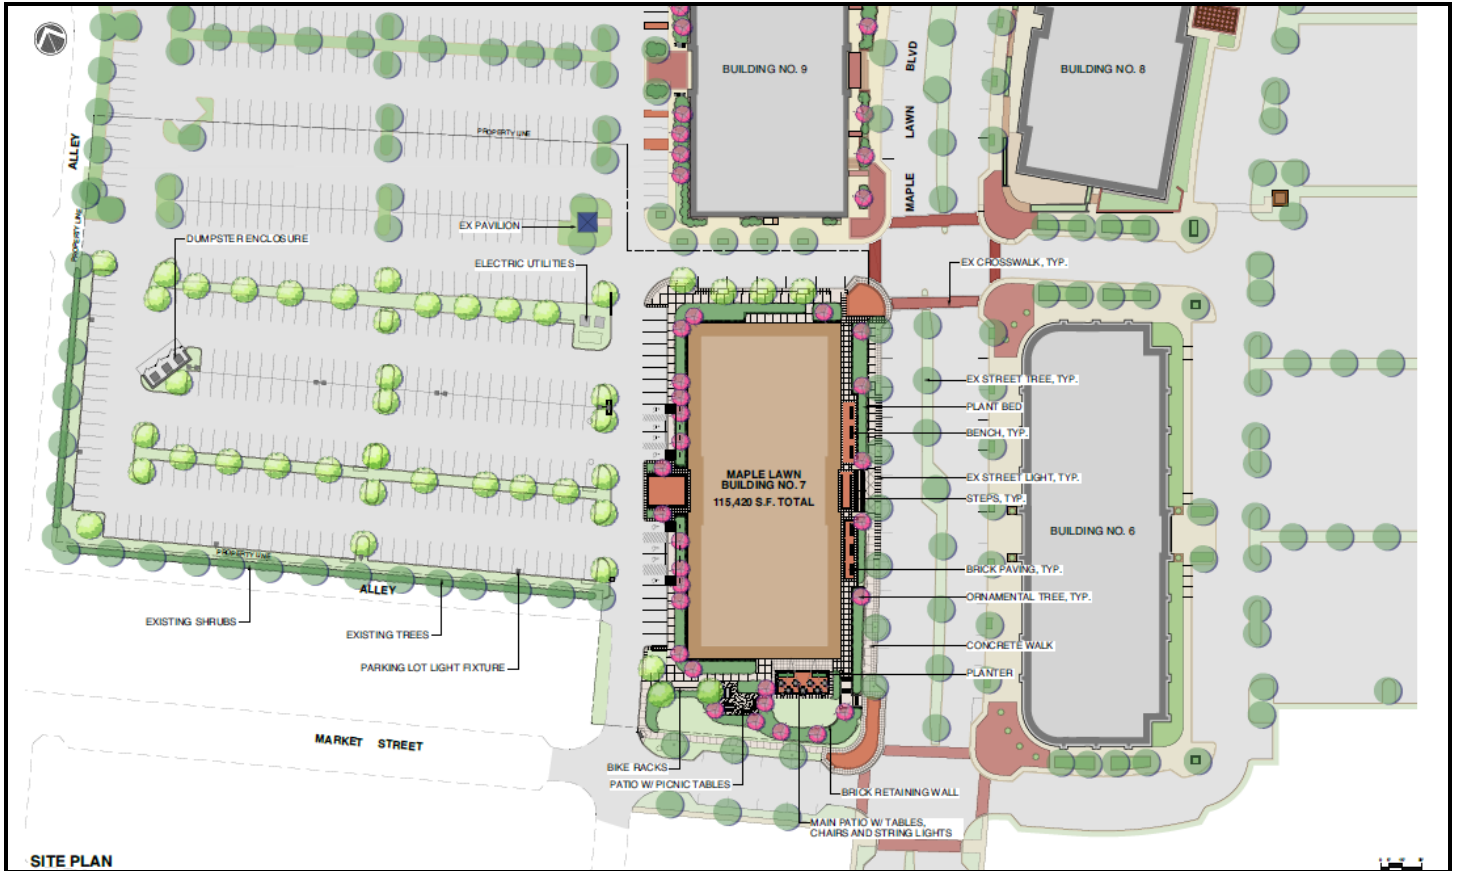 BUILDING NO. 9
BUILDING NO. 8
MAPLE LAWN BLVD
ALLEY
PROPERTY LINE
PROPERTY LINE
EX PAVILION
DUMPSTER ENCLOSURE
ELECTRIC UTILITIES
EX CROSSWALK, TYP.
EX STREET TREE, TYP.
PLANT BED
BENCH, TYP.
MAPLE LAWN
BUILDING NO. 7
115,420 S.F. TOTAL
EX STREET LIGHT, TYP.
STEPS, TYP.
BUILDING NO. 6
PROPERTY LINE
BRICK PAVING, TYP.
ALLEY
ORNAMENTAL TREE, TYP.
EXISTING SHRUBS
EXISTING TREES
CONCRETE WALK
PARKING LOT LIGHT FIXTURE
PLANTER
MARKET STREET
BIKE RACKS
PATIO W/ PICNIC TABLES
BRICK RETAINING WALL
MAIN PATIO W/ TABLES,
CHAIRS AND STRING LIGHTS
SITE PLAN